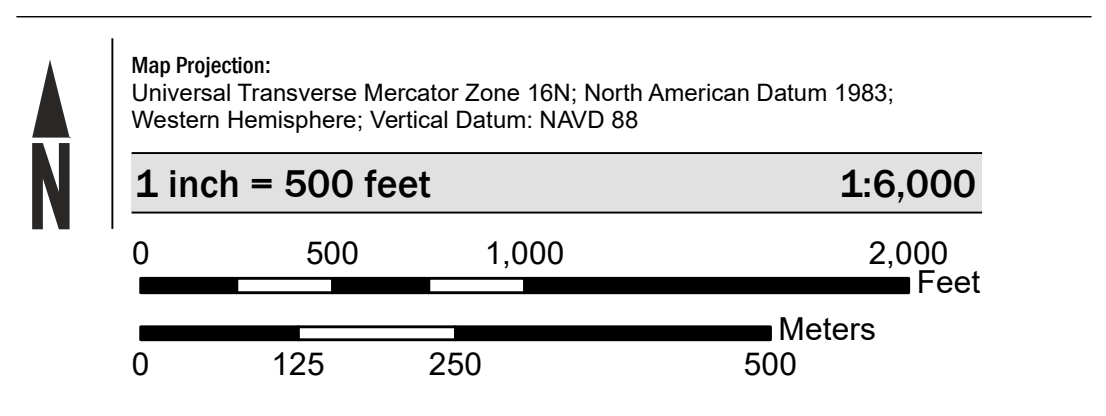 Map Projection:
Universal Transverse Mercator Zone 16N; North American Datum 1983;
Western Hemisphere; Vertical Datum: NAVD 88
N
1 inch = 500 feet 1:6,000
0 500 1,000 2,000
Feet
Meters
0 125 250 500